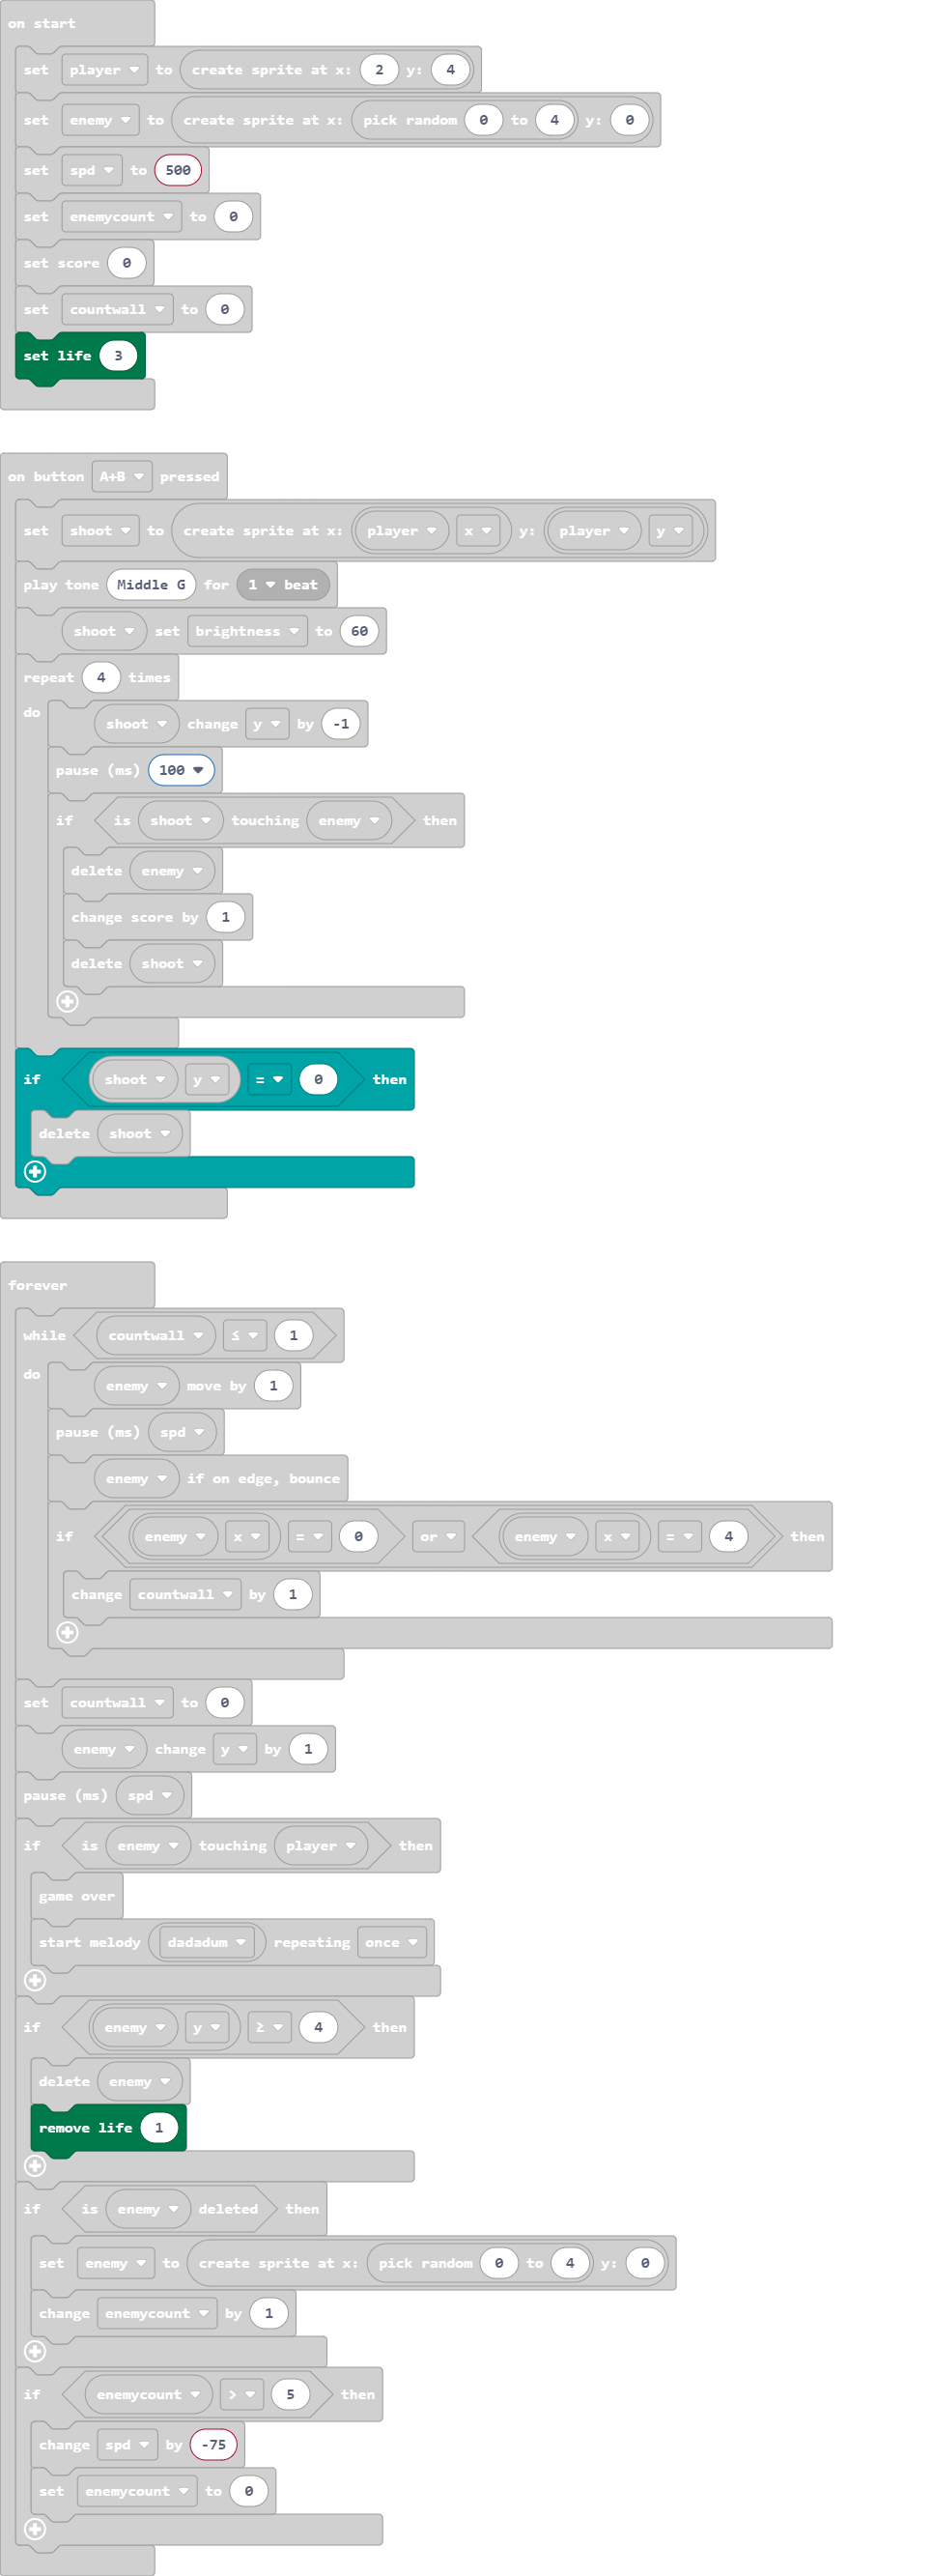 on start
set player to create sprite at x: 2 y: 4
set enemy to create sprite at x: pick random 0 to 4 y: 0
set spd to 500
set enemycount to 0
set score 0
set countwall to 0
set life 3
on button A+B pressed
set shoot to create sprite at x: player x y: player y
play tone Middle G for 1 beat
shoot set brightness to 60
repeat 4 times
do shoot change y by -1
pause (ms) 100
if is shoot touching enemy then
delete enemy
change score by 1
delete shoot
if shoot y = 0 then
delete shoot
forever
while countwall ≤ 1
do enemy move by 1
pause (ms) spd
enemy if on edge, bounce
if enemy x = 0 or enemy x = 4 then
change countwall by 1
set countwall to 0
enemy change y by 1
pause (ms) spd
if is enemy touching player then
game over
start melody dadadum repeating once
if enemy y ≥ 4 then
delete enemy
remove life 1
if is enemy deleted then
set enemy to create sprite at x: pick random 0 to 4 y: 0
change enemycount by 1
if enemycount > 5 then
change spd by -75
set enemycount to 0